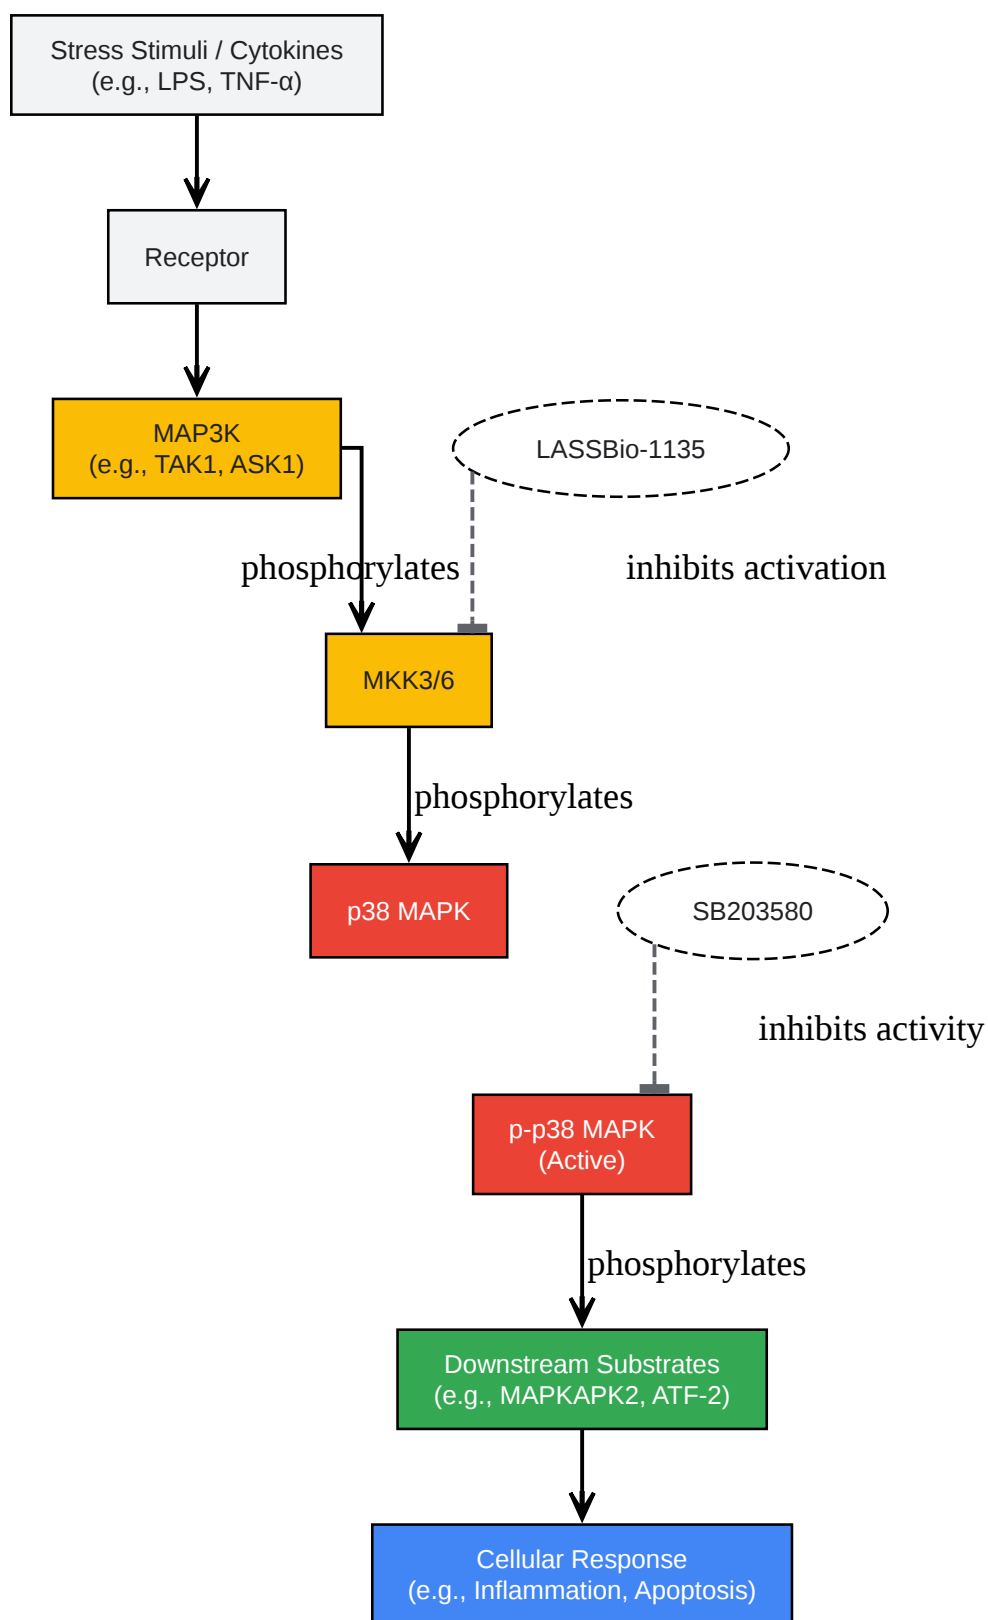 Stress Stimuli / Cytokines
(e.g., LPS, TNF-α)
Receptor
MAP3K
(e.g., TAK1, ASK1)
LASSBio-1135
phosphorylates
inhibits activation
MKK3/6
phosphorylates
p38 MAPK
SB203580
inhibits activity
p-p38 MAPK
(Active)
phosphorylates
Downstream Substrates
(e.g., MAPKAPK2, ATF-2)
Cellular Response
(e.g., Inflammation, Apoptosis)